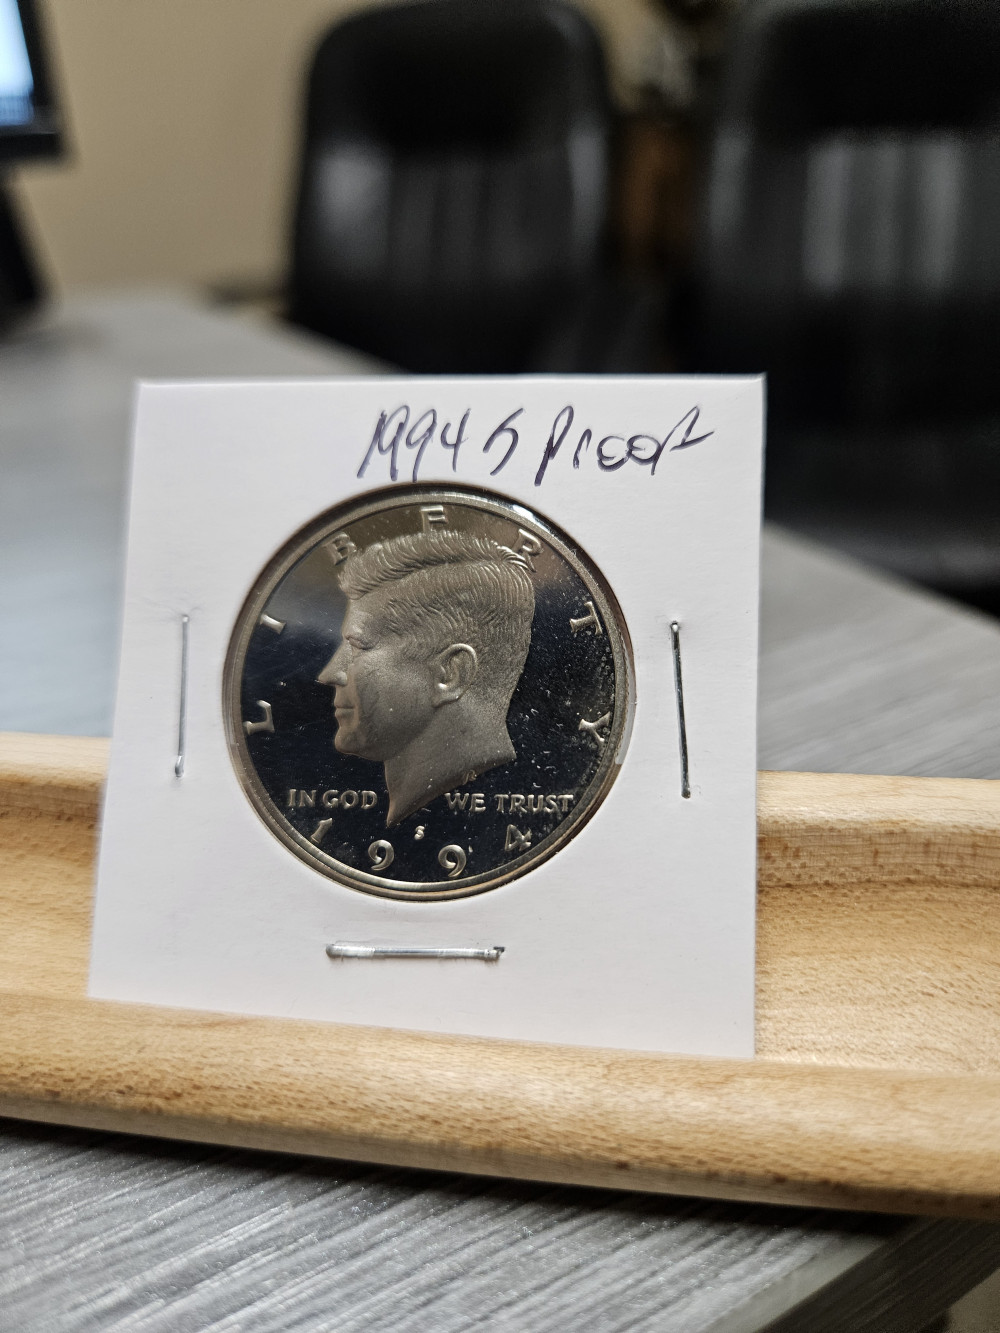 1994 S Proof
LIBERTY
IN GOD WE TRUST
S
1994